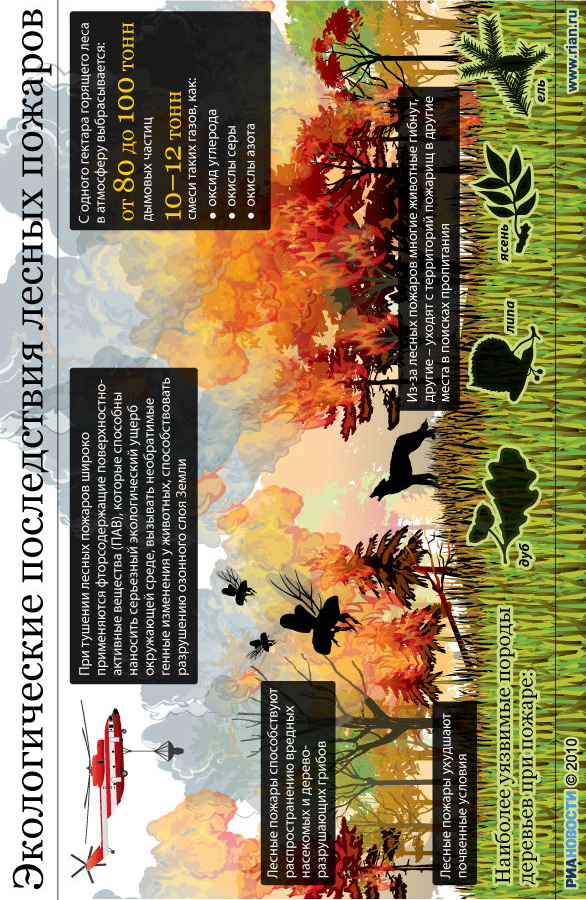 Экологические последствия лесных пожаров
При тушении лесных пожаров широко
применяются фторсодержащие поверхностно-
активные вещества (ПАВ), которые способны
наносить серьезный экологический ущерб
окружающей среде, вызывать необратимые
генные изменения у животных, способствовать
разрушению озонного слоя Земли
С одного гектара горящего леса
в атмосферу выбрасывается:
от 80 до 100 тонн
дымовых частиц
10–12 тонн
смеси таких газов, как:
• оксид углерода
• окислы серы
• окислы азота
Лесные пожары способствуют
распространению вредных
насекомых и дерево-
разрушающих грибов
Из-за лесных пожаров многие животные гибнут,
другие – уходят с территорий пожарищ в другие
места в поисках пропитания
Лесные пожары ухудшают
почвенные условия
Наиболее уязвимые породы
деревьев при пожаре:
дуб
липа
ясень
ель
РИАНОВОСТИ © 2010
www.rian.ru